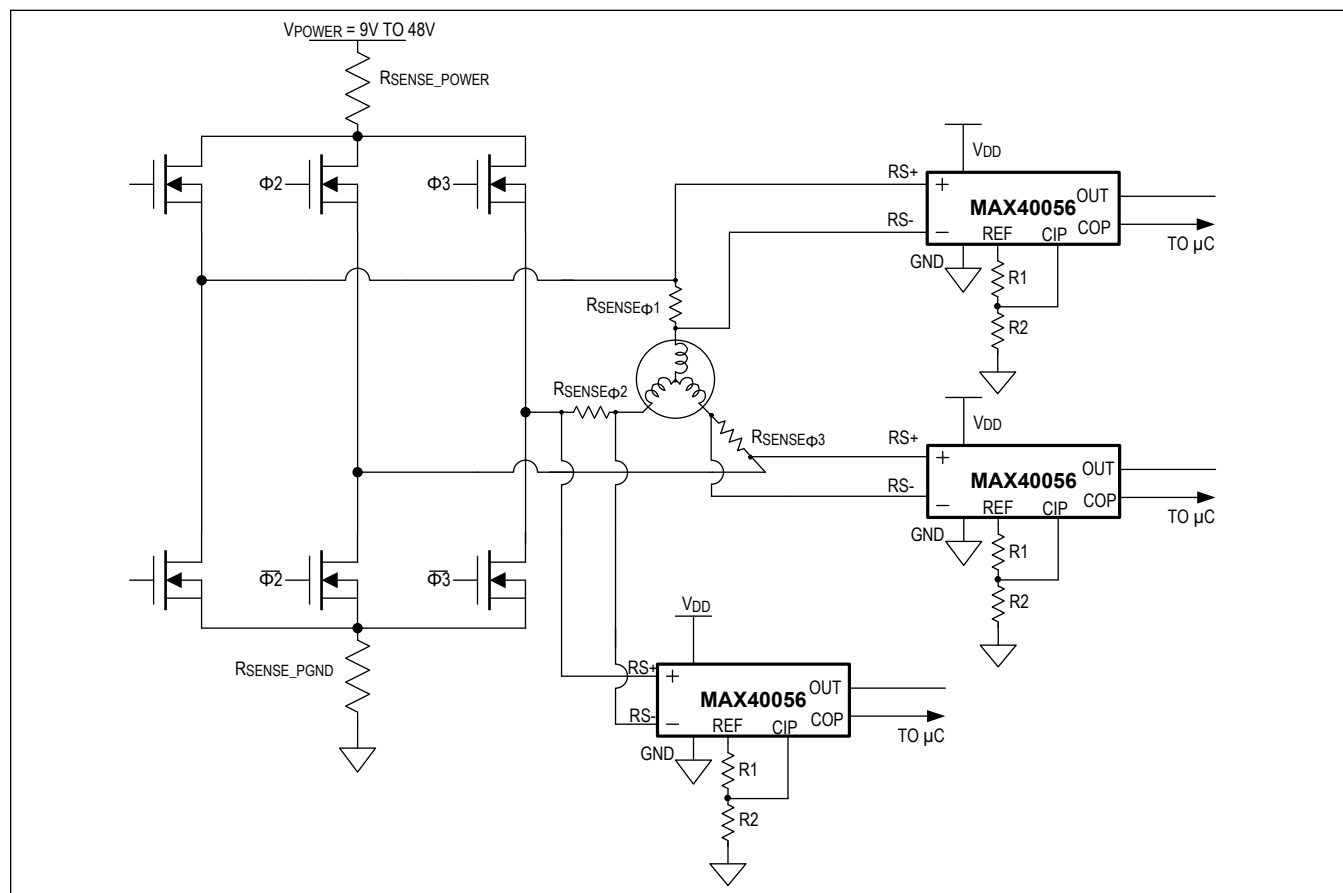 VPOWER = 9V TO 48V
RSENSE_POWER
Φ2
Φ3
VDD
RS+
+
MAX40056
OUT
RS-
−
REF
CIP
COP
TO µC
GND
R1
R2
RSENSEΦ1
RSENSEΦ2
RSENSEΦ3
VDD
RS+
+
MAX40056
OUT
RS-
−
REF
CIP
COP
TO µC
GND
R1
R2
Φ̅2̅
Φ̅3̅
RSENSE_PGND
VDD
RS+
+
MAX40056
OUT
RS-
−
REF
CIP
COP
TO µC
GND
R1
R2